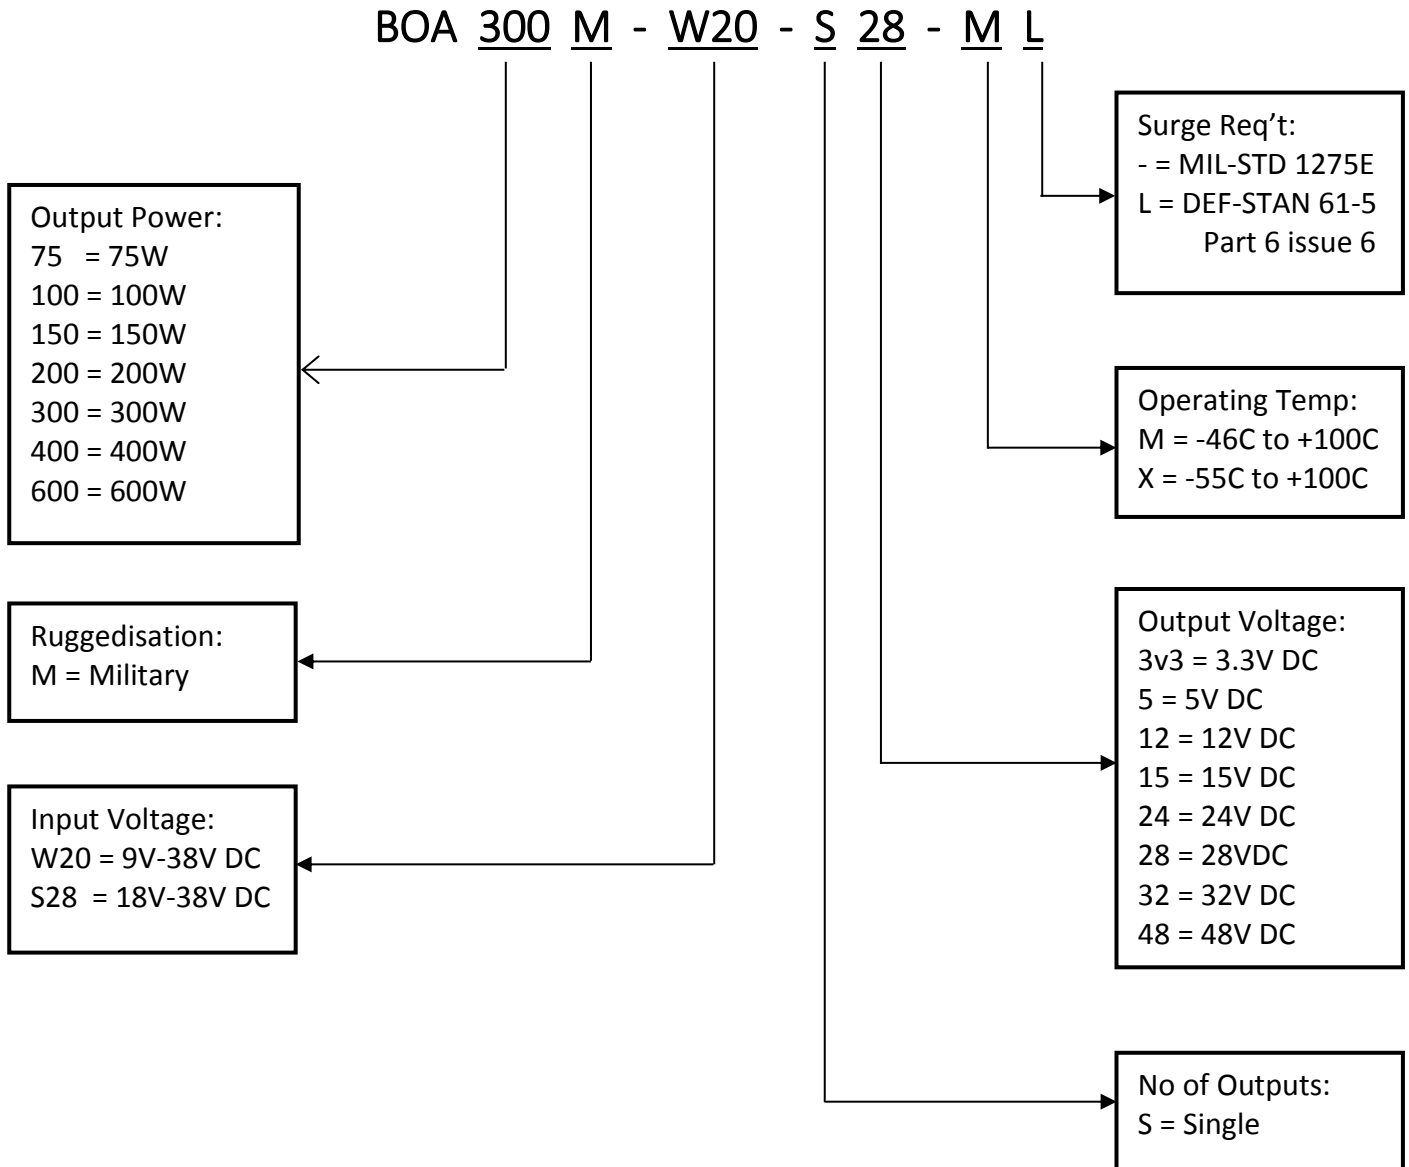 BOA 300 M - W20 - S 28 - M L
Surge Req’t:
- = MIL-STD 1275E
L = DEF-STAN 61-5
Part 6 issue 6
Output Power:
75 = 75W
100 = 100W
150 = 150W
200 = 200W
300 = 300W
400 = 400W
600 = 600W
Operating Temp:
M = -46C to +100C
X = -55C to +100C
Ruggedisation:
M = Military
Output Voltage:
3v3 = 3.3V DC
5 = 5V DC
12 = 12V DC
15 = 15V DC
24 = 24V DC
28 = 28VDC
32 = 32V DC
48 = 48V DC
Input Voltage:
W20 = 9V-38V DC
S28 = 18V-38V DC
No of Outputs:
S = Single